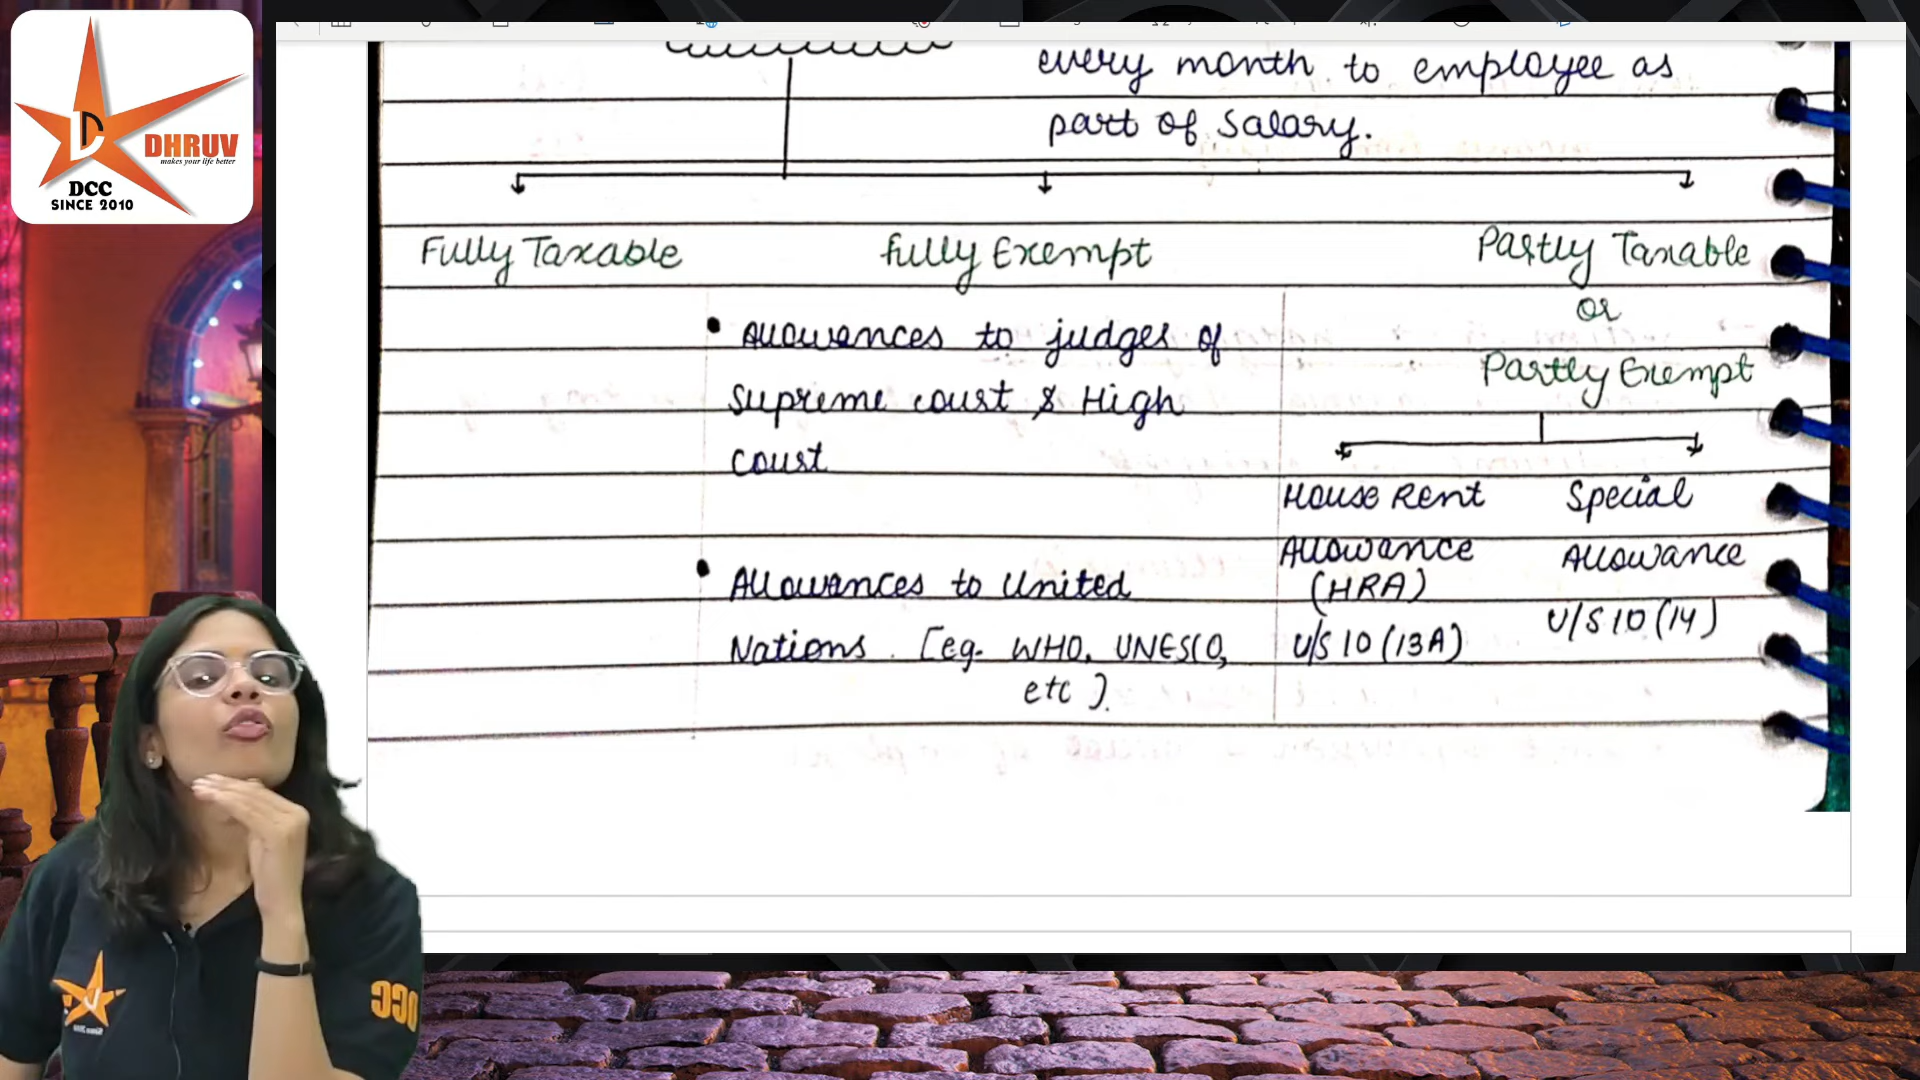 DHRUV
makes your life better
DCC
SINCE 2010
every month to employee as
part of Salary.
Fully Taxable
fully Exempt
Partly Taxable
or
Partly Exempt
• Allowances to judges of
Supreme court & High
court
• Allowances to United
Nations. [eg. WHO, UNESCO,
etc].
House Rent
Allowance
(HRA)
U/S 10 (13A)
Special
Allowance
U/S 10 (14)
DCC